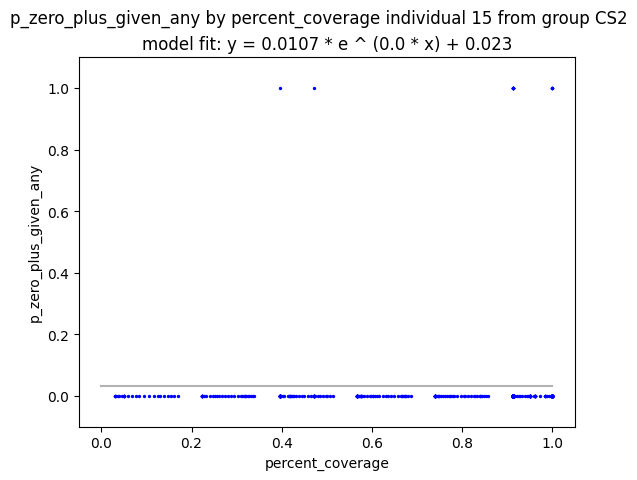 p_zero_plus_given_any by percent_coverage individual 15 from group CS2
model fit: y = 0.0107 * e ^ (0.0 * x) + 0.023
1.0
0.8
0.6
0.4
0.2
0.0
p_zero_plus_given_any
0.0 0.2 0.4 0.6 0.8 1.0
percent_coverage